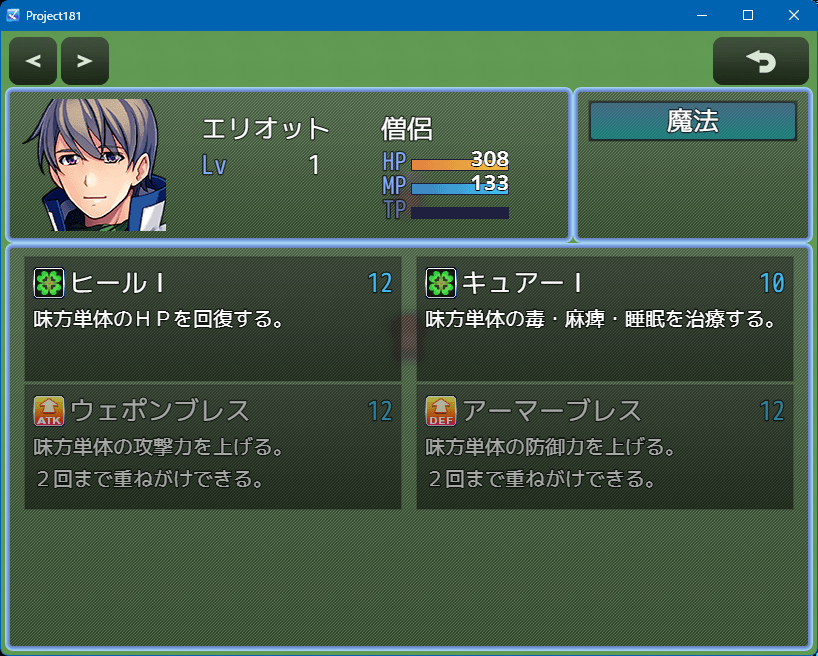 Project181
< >
エリオット 僧侶
Lv 1
HP 308
MP 133
TP
魔法
ヒールⅠ 12
味方単体のＨＰを回復する。
キュアーⅠ 10
味方単体の毒・麻痺・睡眠を治療する。
ATK ウェポンブレス 12
味方単体の攻撃力を上げる。
２回まで重ねがけできる。
DEF アーマーブレス 12
味方単体の防御力を上げる。
２回まで重ねがけできる。